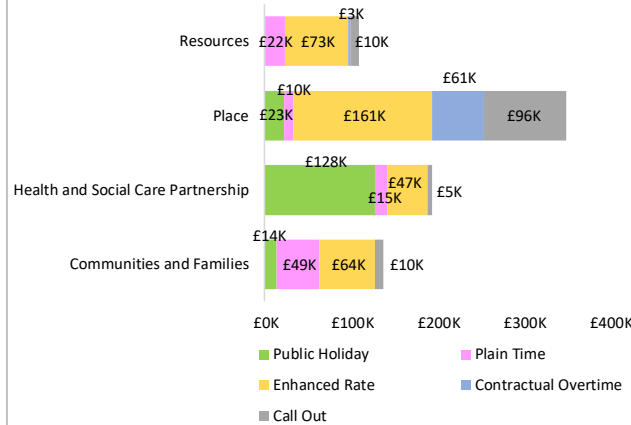 £3K
Resources £22K £73K £10K
£10K £61K
Place £23K £161K £96K
£128K
Health and Social Care Partnership £15K £47K £5K
£14K
Communities and Families £49K £64K £10K
£0K £100K £200K £300K £400K
Public Holiday Plain Time
Enhanced Rate Contractual Overtime
Call Out